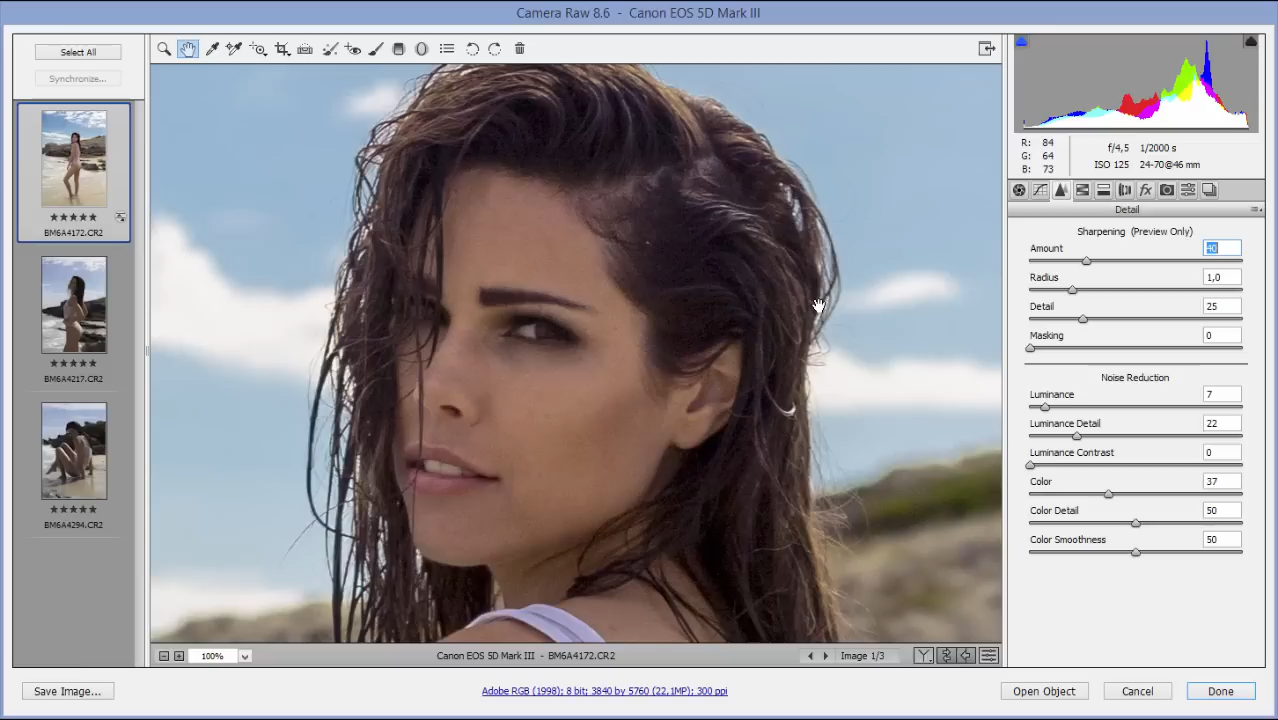 Camera Raw 8.6 - Canon EOS 5D Mark III
Select All
Synchronize...
BM6A4172.CR2
BM6A4217.CR2
BM6A4294.CR2
R: 84
G: 64
B: 73
f/4,5 1/2000 s
ISO 125 24-70@46 mm
fx
Detail
Sharpening (Preview Only)
Amount 40
Radius 1,0
Detail 25
Masking 0
Noise Reduction
Luminance 7
Luminance Detail 22
Luminance Contrast 0
Color 37
Color Detail 50
Color Smoothness 50
100%
Canon EOS 5D Mark III - BM6A4172.CR2
Image 1/3
Y
Save Image...
Adobe RGB (1998); 8 bit; 3840 by 5760 (22,1MP); 300 ppi
Open Object
Cancel
Done